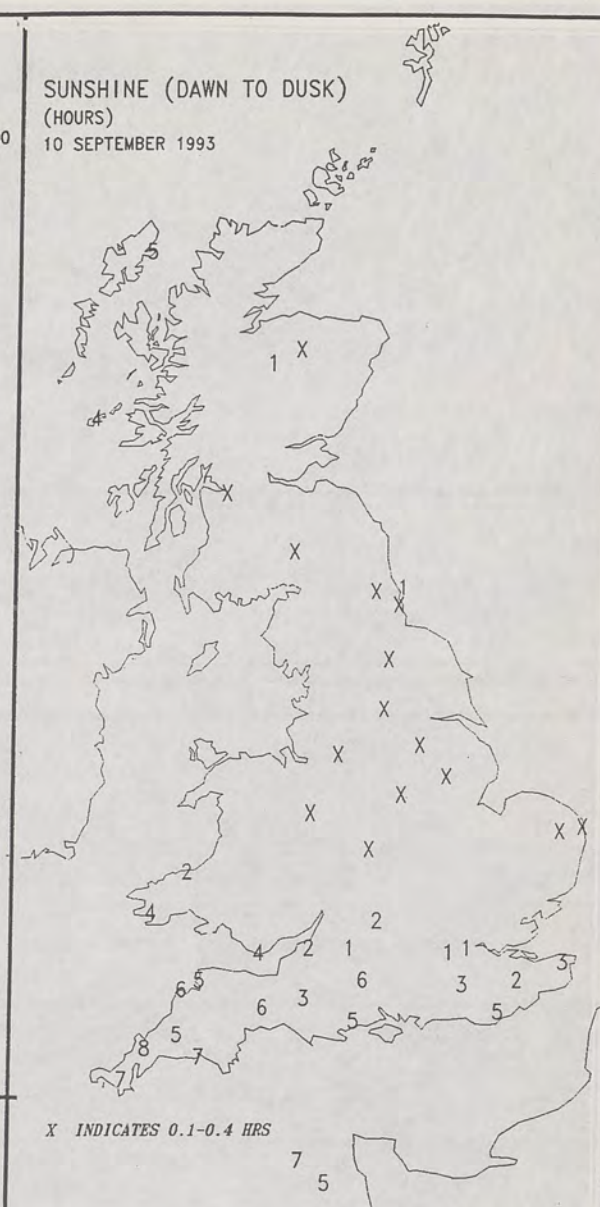 SUNSHINE (DAWN TO DUSK)
(HOURS)
0
10 SEPTEMBER 1993
5
X
1
4
X
X
X 1
X
X
X
X
X
X
X
X
X X
X
2
4
2
4 2 1 1 1
3
6 5 6 3 2
6 3
5 5
5
8 7
7
X INDICATES 0.1-0.4 HRS
7
5